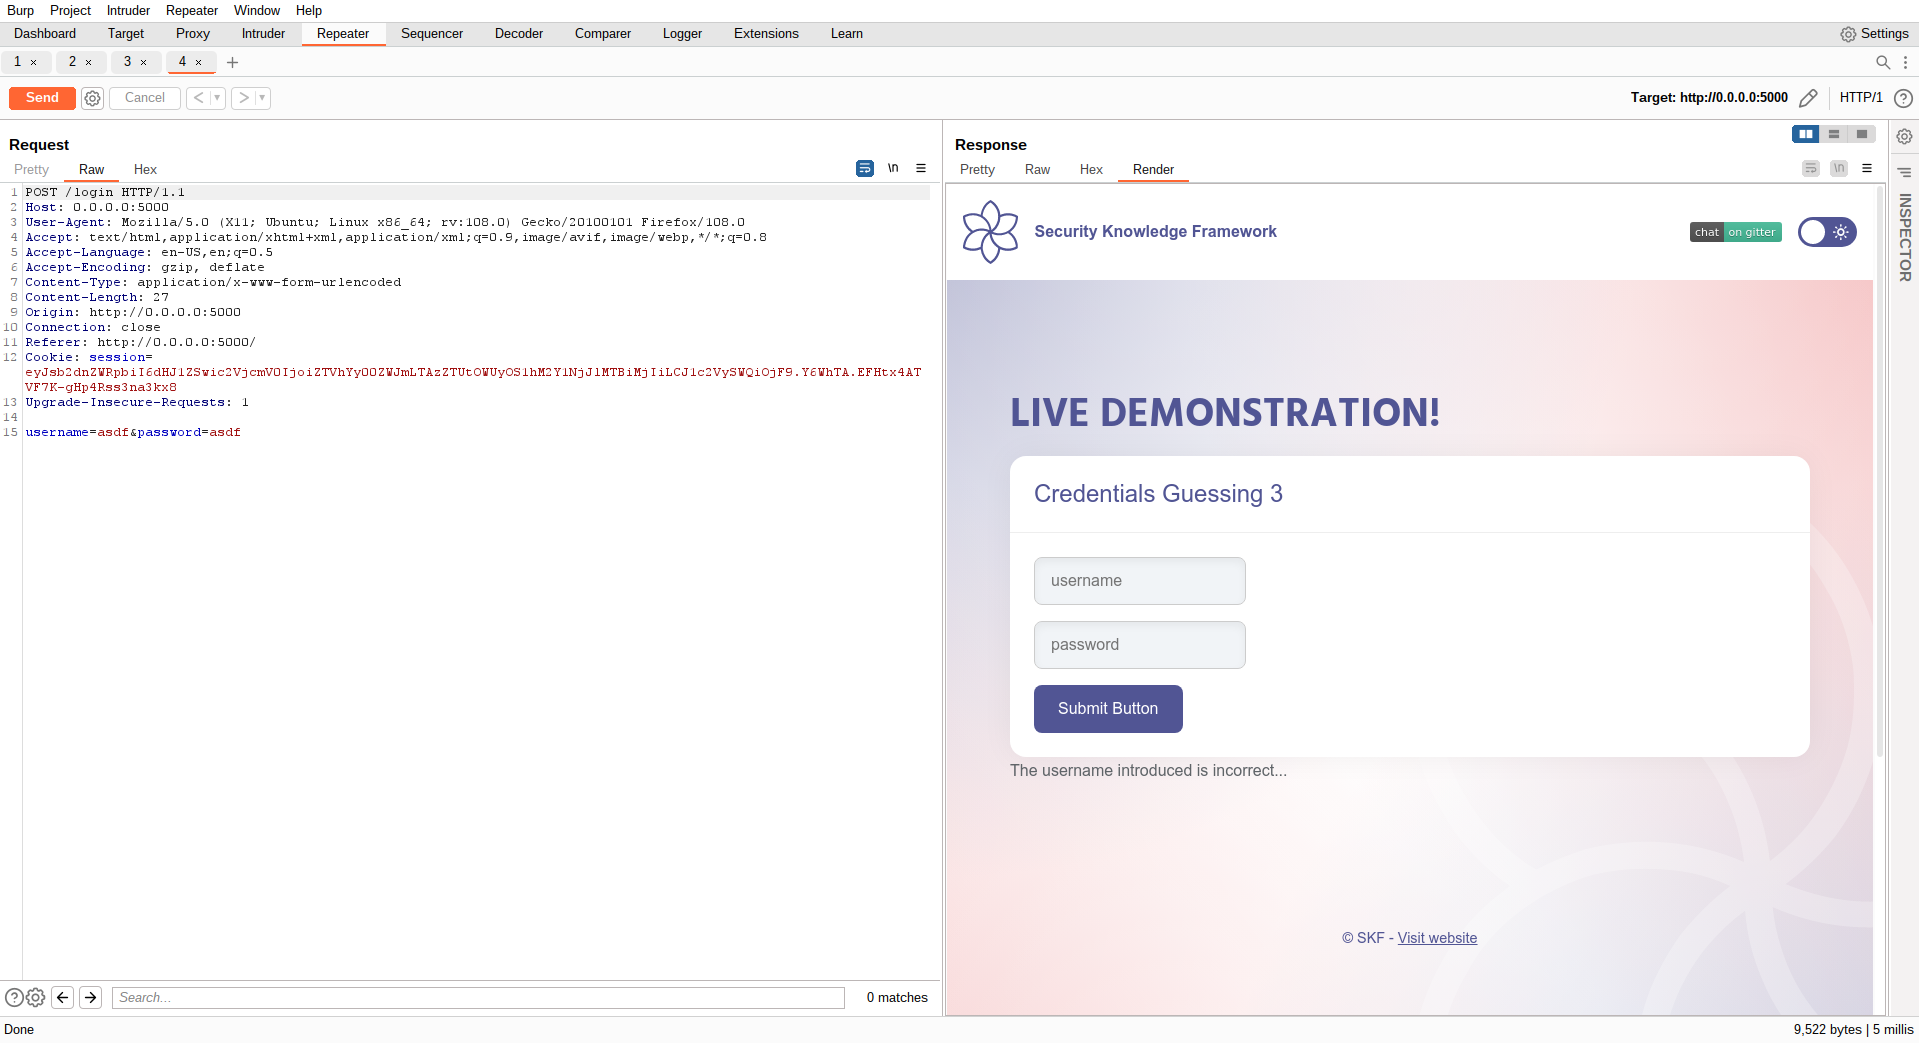 Burp Project Intruder Repeater Window Help
Dashboard Target Proxy Intruder Repeater Sequencer Decoder Comparer Logger Extensions Learn Settings
1 × 2 × 3 × 4 × +
Send Cancel < > Target: http://0.0.0.0:5000 HTTP/1 ?
Request
Pretty Raw Hex \n
1 POST /login HTTP/1.1
2 Host: 0.0.0.0:5000
3 User-Agent: Mozilla/5.0 (X11; Ubuntu; Linux x86_64; rv:108.0) Gecko/20100101 Firefox/108.0
4 Accept: text/html,application/xhtml+xml,application/xml;q=0.9,image/avif,image/webp,*/*;q=0.8
5 Accept-Language: en-US,en;q=0.5
6 Accept-Encoding: gzip, deflate
7 Content-Type: application/x-www-form-urlencoded
8 Content-Length: 27
9 Origin: http://0.0.0.0:5000
10 Connection: close
11 Referer: http://0.0.0.0:5000/
12 Cookie: session=
13 Upgrade-Insecure-Requests: 1
14
15 username=asdf&password=asdf
? Search... 0 matches
Response
Pretty Raw Hex Render \n
Security Knowledge Framework
chat on gitter
LIVE DEMONSTRATION!
Credentials Guessing 3
username
password
Submit Button
The username introduced is incorrect...
© SKF - Visit website
INSPECTOR
Done
9,522 bytes | 5 millis